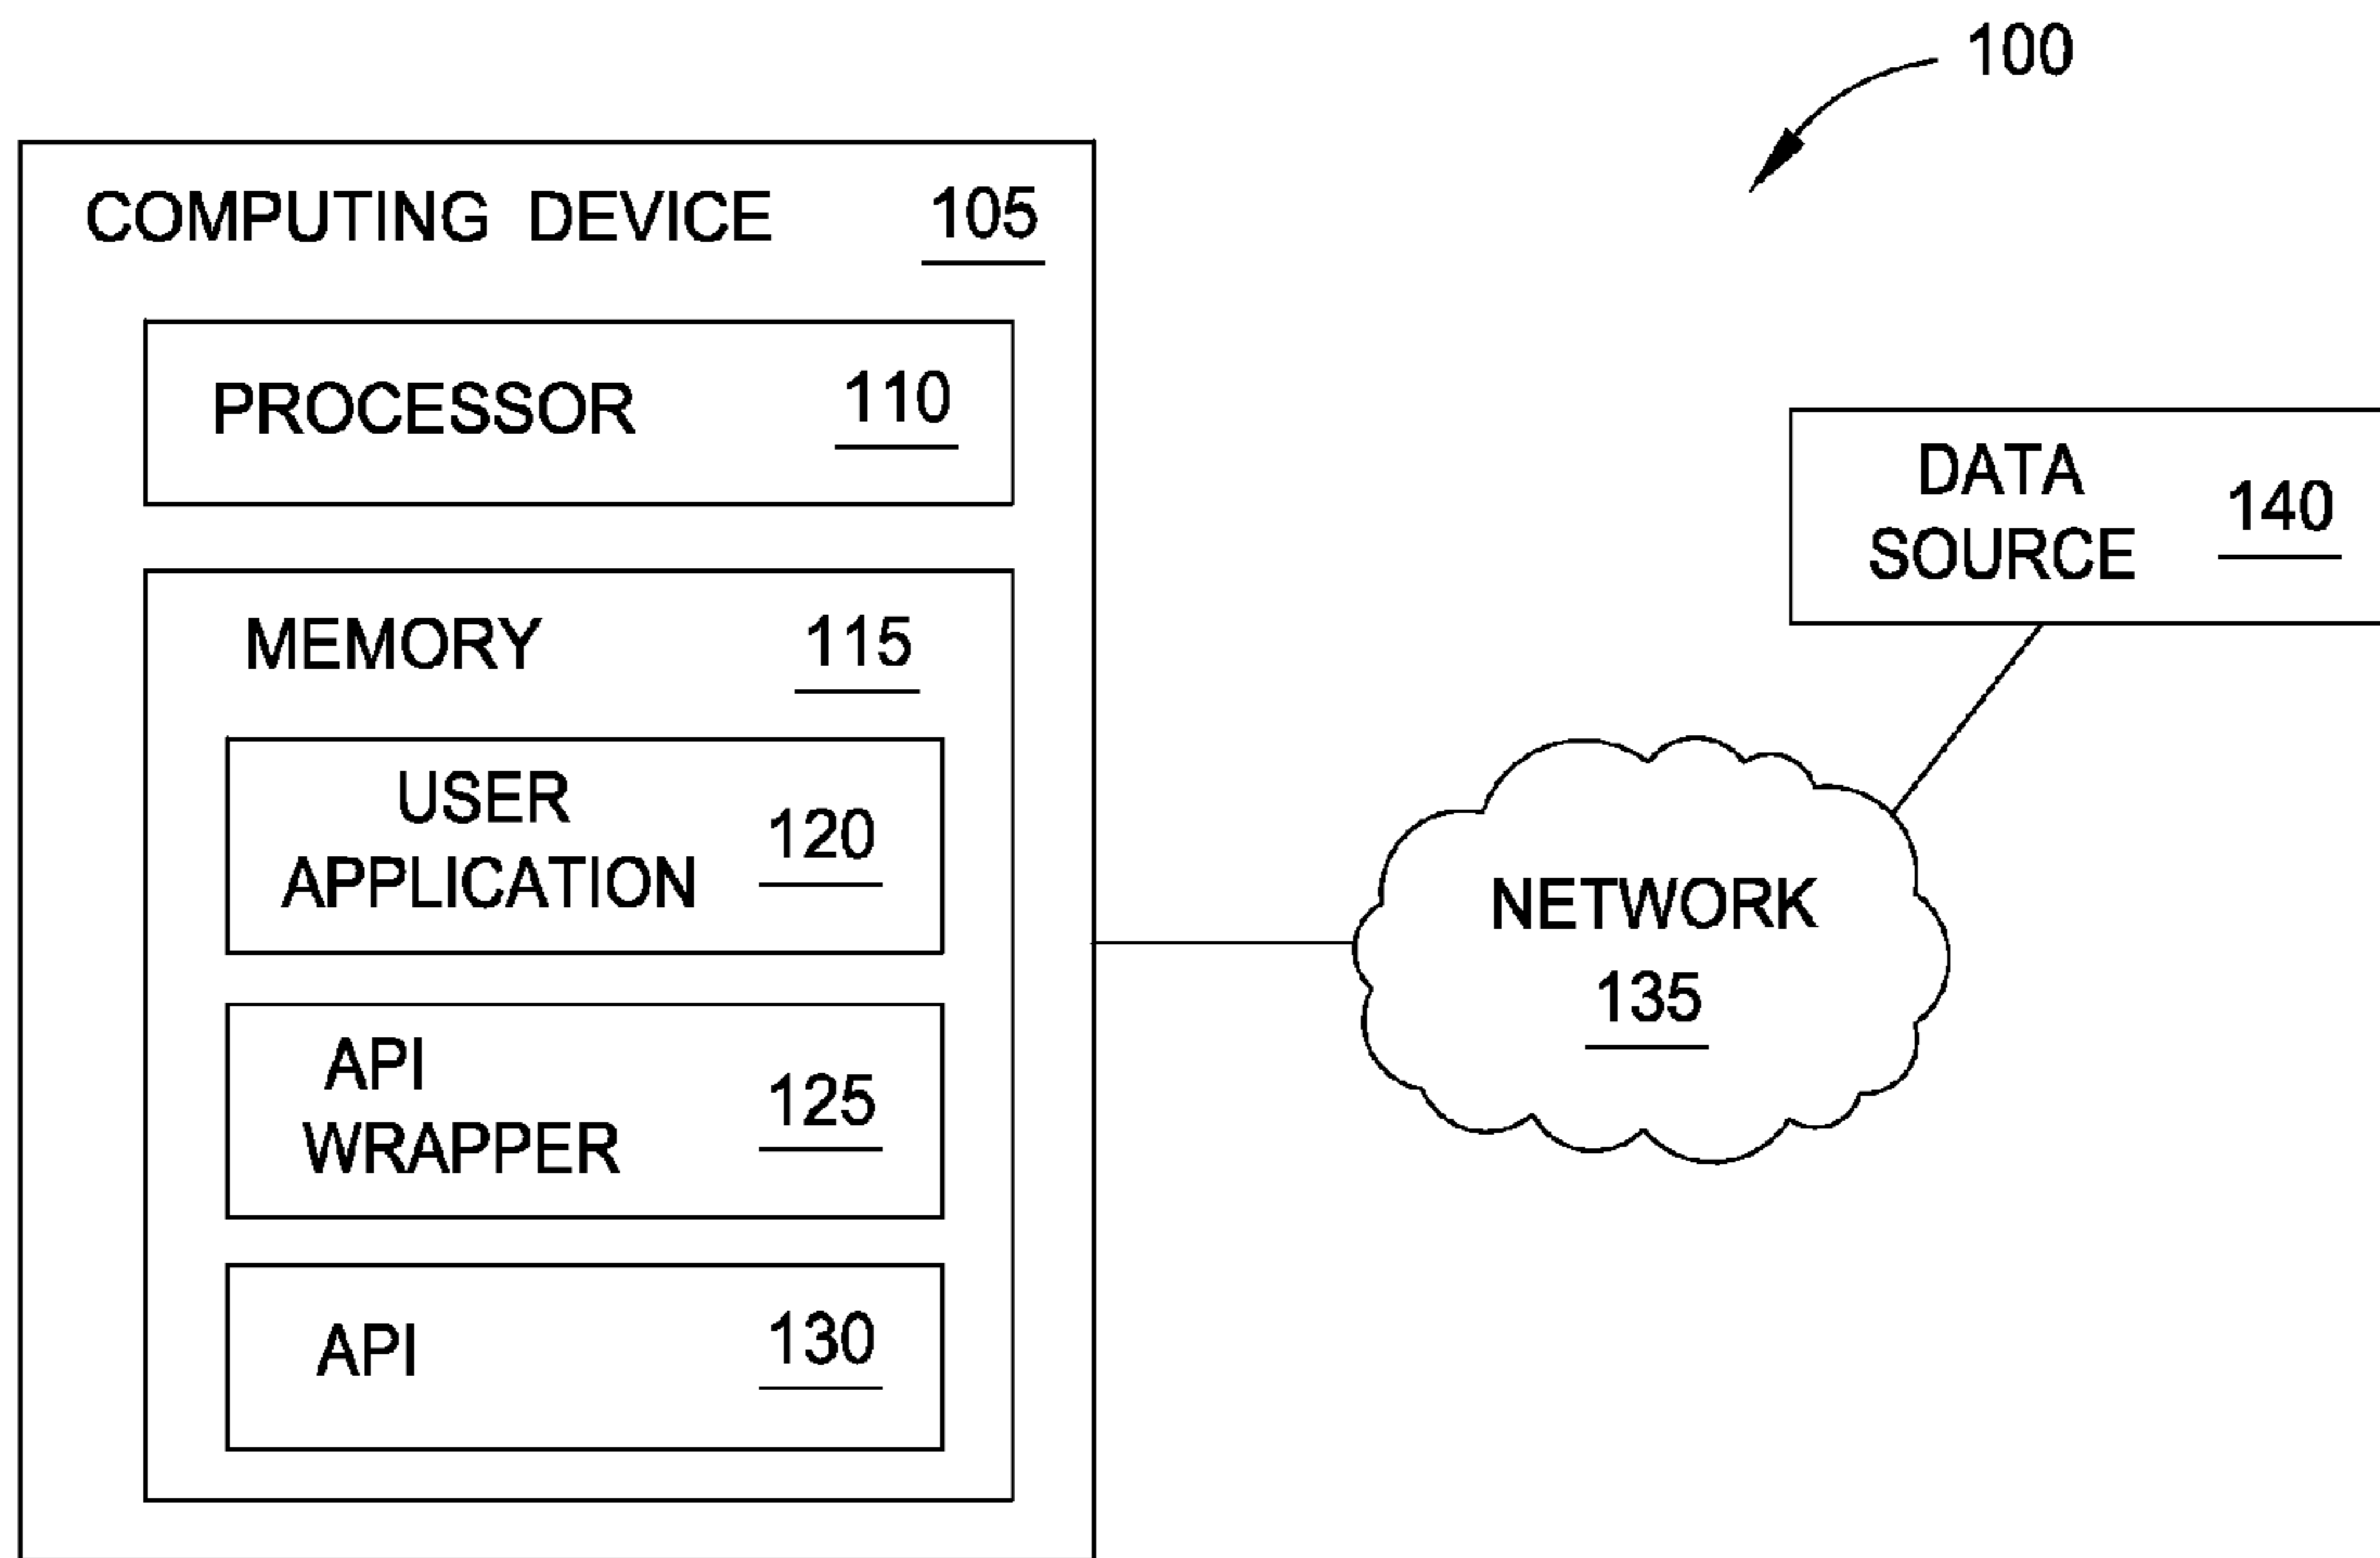 100
COMPUTING DEVICE 105
PROCESSOR 110
MEMORY 115
USER
APPLICATION 120
API
WRAPPER 125
API 130
NETWORK
135
DATA
SOURCE 140